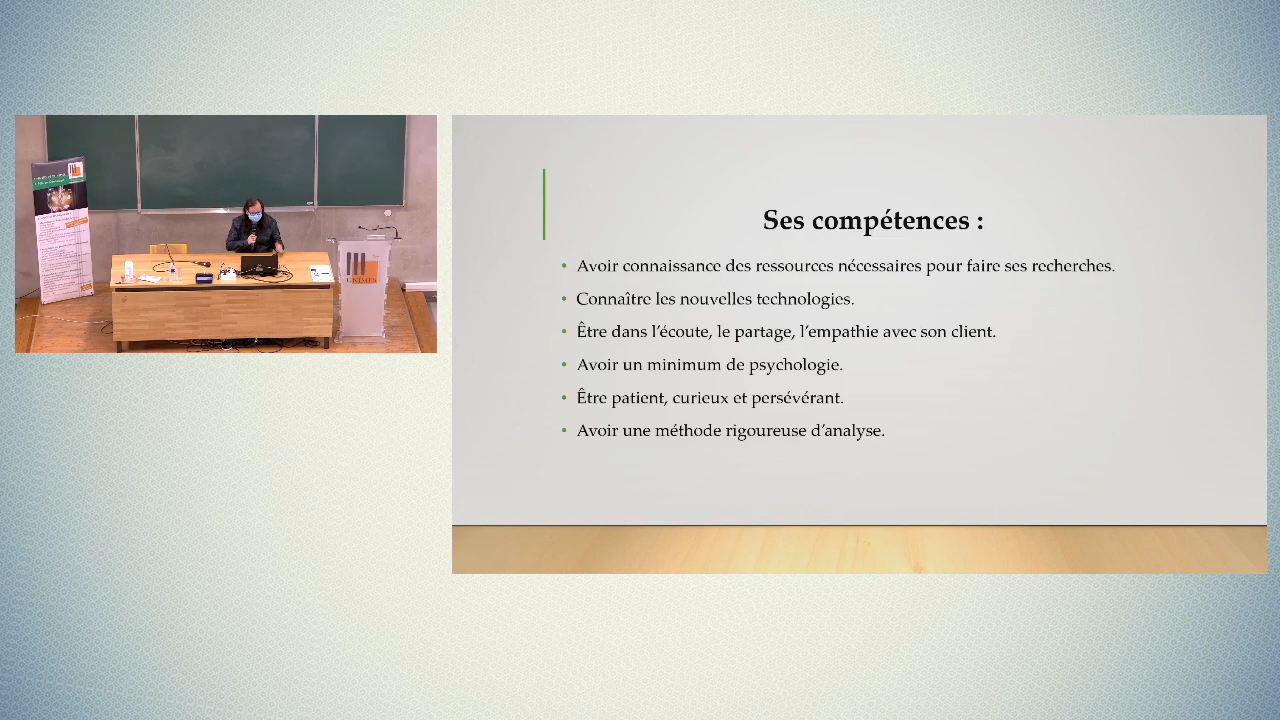 Ses compétences :
• Avoir connaissance des ressources nécessaires pour faire ses recherches.
• Connaître les nouvelles technologies.
• Être dans l’écoute, le partage, l’empathie avec son client.
• Avoir un minimum de psychologie.
• Être patient, curieux et persévérant.
• Avoir une méthode rigoureuse d’analyse.